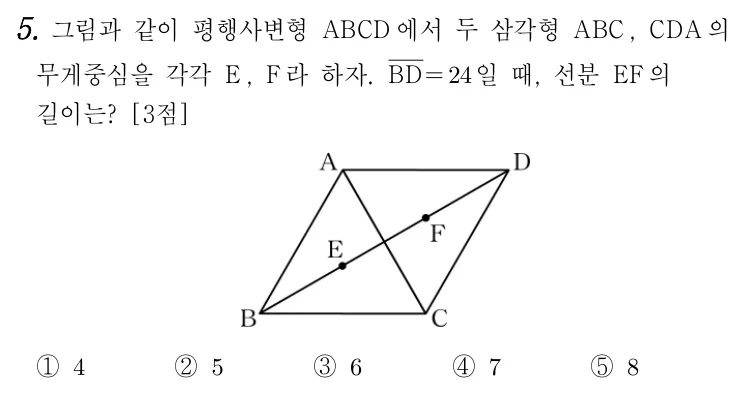 5. 그림과 같이 평행사변형 ABCD에서 두 삼각형 ABC, CDA의
무게중심을 각각 E, F라 하자. \overline{BD}=24일 때, 선분 EF의
길이는? [3점]
A
D
F
E
B
C
① 4 ② 5 ③ 6 ④ 7 ⑤ 8